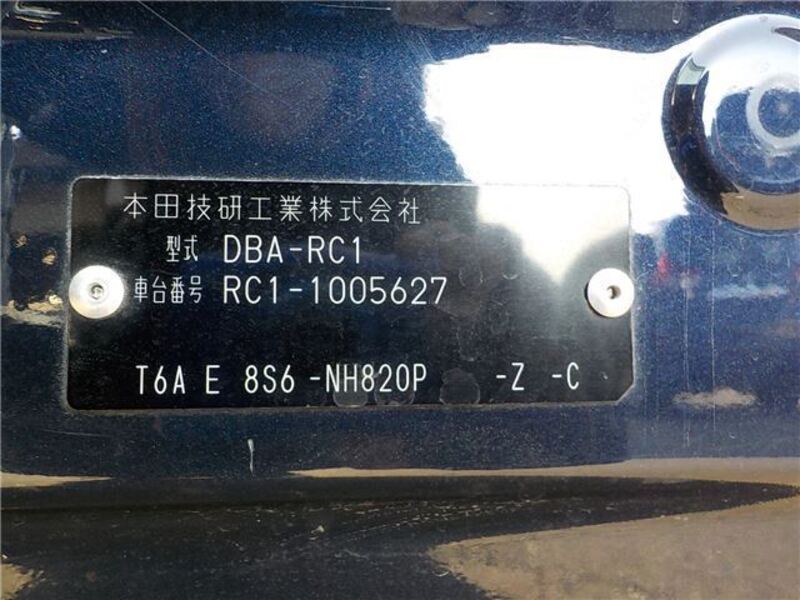 本田技研工業株式会社
型式 DBA-RC1
車台番号 RC1-1005627
T6A E 8S6 -NH820P -Z -C